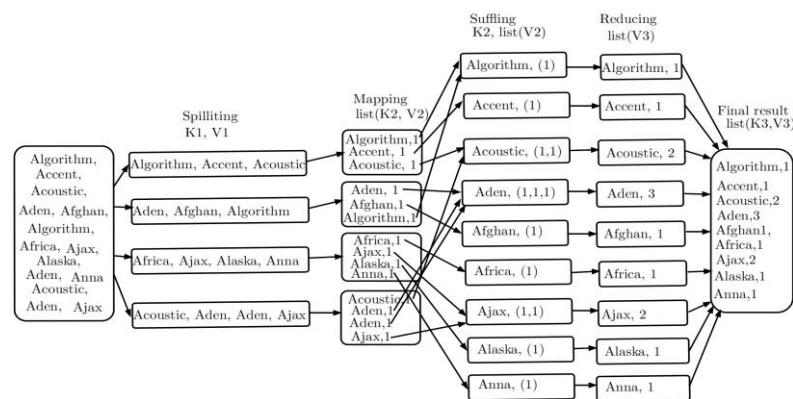 Spilliting
K1, V1
Mapping
list(K2, V2)
Suffling
K2, list(V2)
Reducing
list(V3)
Final result
list(K3,V3)
Algorithm,
Accent,
Acoustic,
Aden, Afghan,
Algorithm,
Africa, Ajax,
Alaska,
Aden, Anna
Acoustic,
Aden, Ajax
Algorithm, Accent, Acoustic
Aden, Afghan, Algorithm
Africa, Ajax, Alaska, Anna
Acoustic, Aden, Aden, Ajax
Algorithm,1
Accent, 1
Acoustic, 1
Aden, 1
Afghan,1
Algorithm,1
Africa,1
Ajax,1
Alaska,1
Anna,1
Acoustic
Aden,1
Aden,1
Ajax,1
Algorithm, (1)
Accent, (1)
Acoustic, (1,1)
Aden, (1,1,1)
Afghan, (1)
Africa, (1)
Ajax, (1,1)
Alaska, (1)
Anna, (1)
Algorithm, 1
Accent, 1
Acoustic, 2
Aden, 3
Afghan, 1
Africa, 1
Ajax, 2
Alaska, 1
Anna, 1
Algorithm,1
Accent,1
Acoustic,2
Aden,3
Afghan1,
Africa,1
Ajax,2
Alaska,1
Anna,1